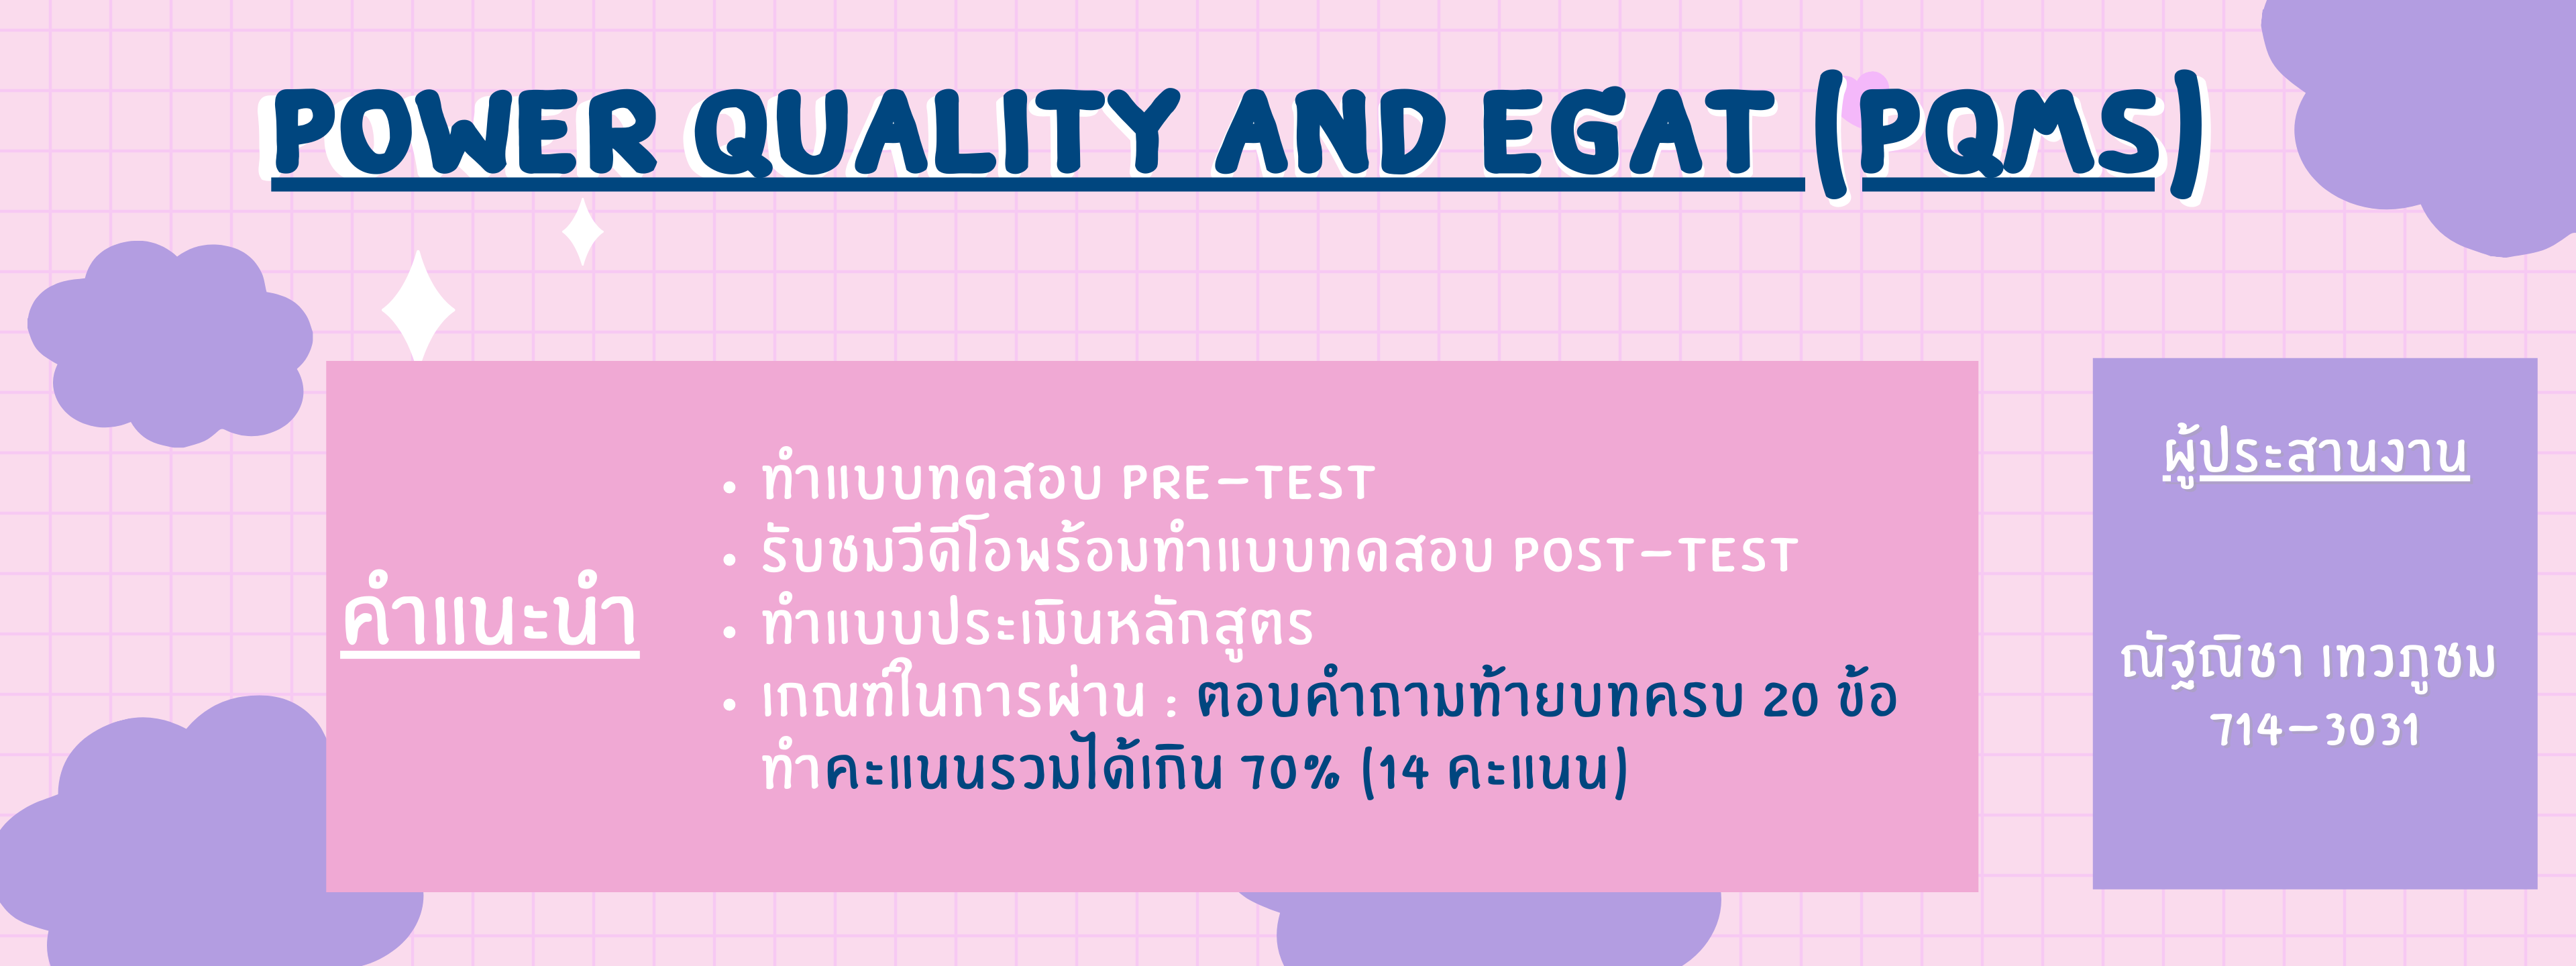 POWER QUALITY AND EGAT (PQMS)
คำแนะนำ
• ทำแบบทดสอบ PRE-TEST
• รับชมวีดีโอพร้อมทำแบบทดสอบ POST-TEST
• ทำแบบประเมินหลักสูตร
• เกณฑ์ในการผ่าน : ตอบคำถามท้ายบทครบ 20 ข้อ
ทำคะแนนรวมได้เกิน 70% (14 คะแนน)
ผู้ประสานงาน
ณัฐณิชา เทวภูชม
714-3031